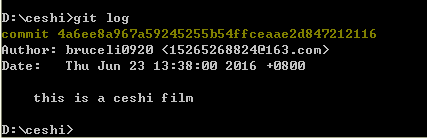 D:\ceshi>git log
commit 4a6ee8a967a59245255b54ffceaae2d847212116
Author: bruceli0920 <15265268824@163.com>
Date:   Thu Jun 23 13:38:00 2016 +0800
    this is a ceshi film
D:\ceshi>